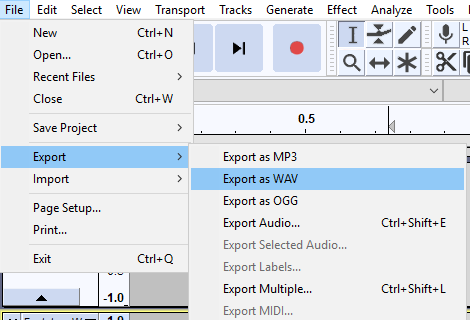 File Edit Select View Transport Tracks Generate Effect Analyze Tools
New Ctrl+N
Open... Ctrl+O
Recent Files
Close Ctrl+W
Save Project
Export
Import
Page Setup...
Print...
Exit Ctrl+Q
L
R
0.5
Export as MP3
Export as WAV
Export as OGG
Export Audio... Ctrl+Shift+E
Export Selected Audio...
Export Labels...
Export Multiple... Ctrl+Shift+L
Export MIDI...
-1.0
1.0